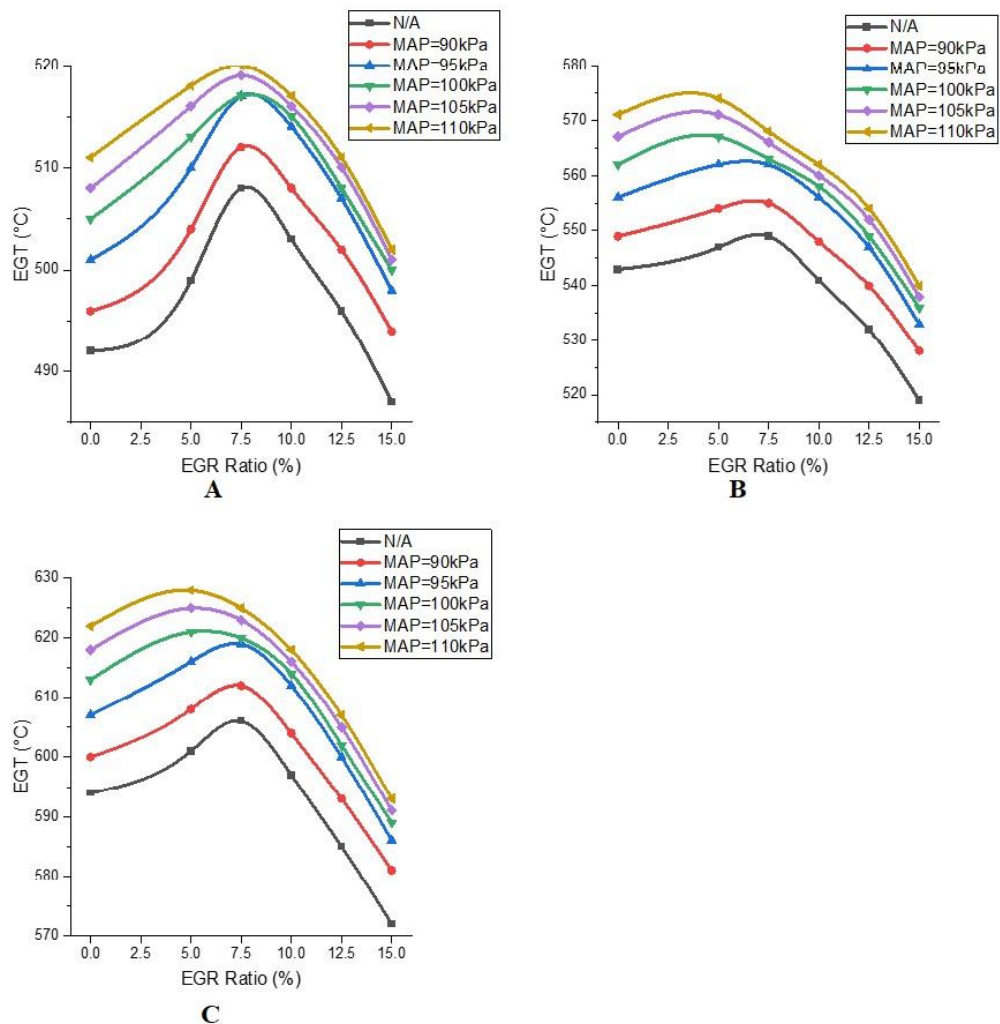 N/A
MAP=90kPa
MAP=95kPa
MAP=100kPa
MAP=105kPa
MAP=110kPa
520
510
500
490
EGT (°C)
0.0 2.5 5.0 7.5 10.0 12.5 15.0
EGR Ratio (%)
A
N/A
MAP=90kPa
MAP=95kPa
MAP=100kPa
MAP=105kPa
MAP=110kPa
580
570
560
550
540
530
520
EGT (°C)
0.0 2.5 5.0 7.5 10.0 12.5 15.0
EGR Ratio (%)
B
N/A
MAP=90kPa
MAP=95kPa
MAP=100kPa
MAP=105kPa
MAP=110kPa
630
620
610
600
590
580
570
EGT (°C)
0.0 2.5 5.0 7.5 10.0 12.5 15.0
EGR Ratio (%)
C